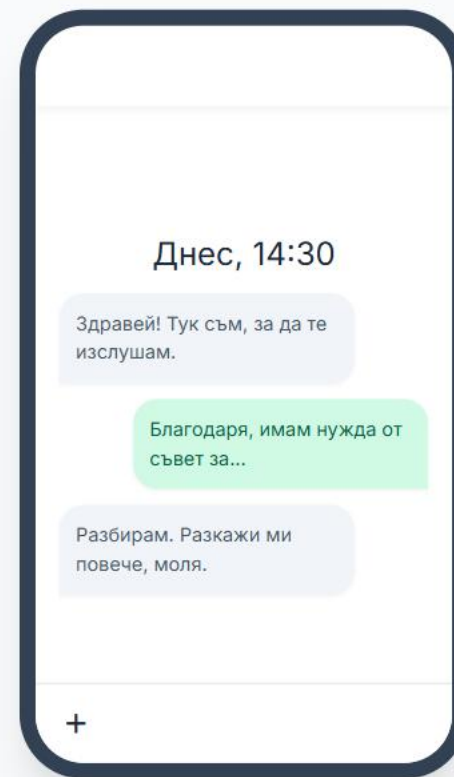 Днес, 14:30
Здравей! Тук съм, за да те
изслушам.
Благодаря, имам нужда от
съвет за...
Разбирам. Разкажи ми
повече, моля.
+